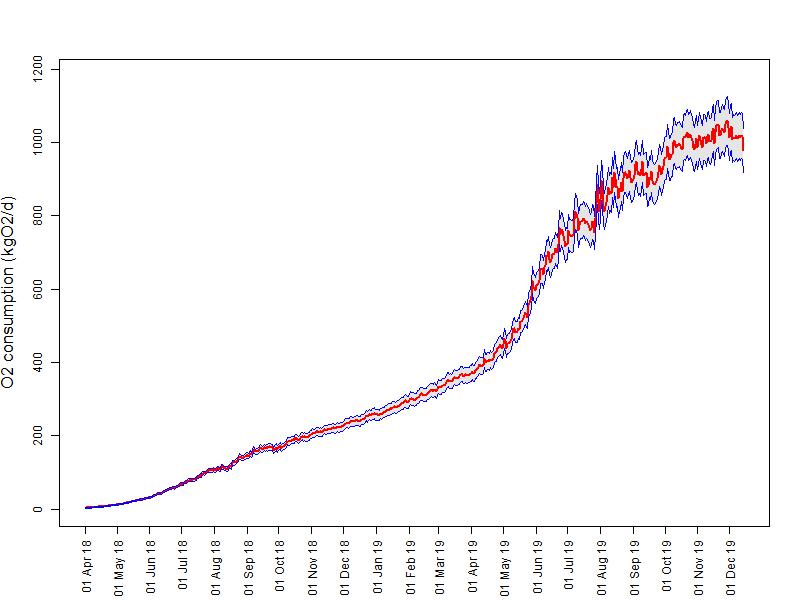 O2 consumption (kgO2/d)
1200
1000
800
600
400
200
0
01 Apr 18
01 May 18
01 Jun 18
01 Jul 18
01 Aug 18
01 Sep 18
01 Oct 18
01 Nov 18
01 Dec 18
01 Jan 19
01 Feb 19
01 Mar 19
01 Apr 19
01 May 19
01 Jun 19
01 Jul 19
01 Aug 19
01 Sep 19
01 Oct 19
01 Nov 19
01 Dec 19